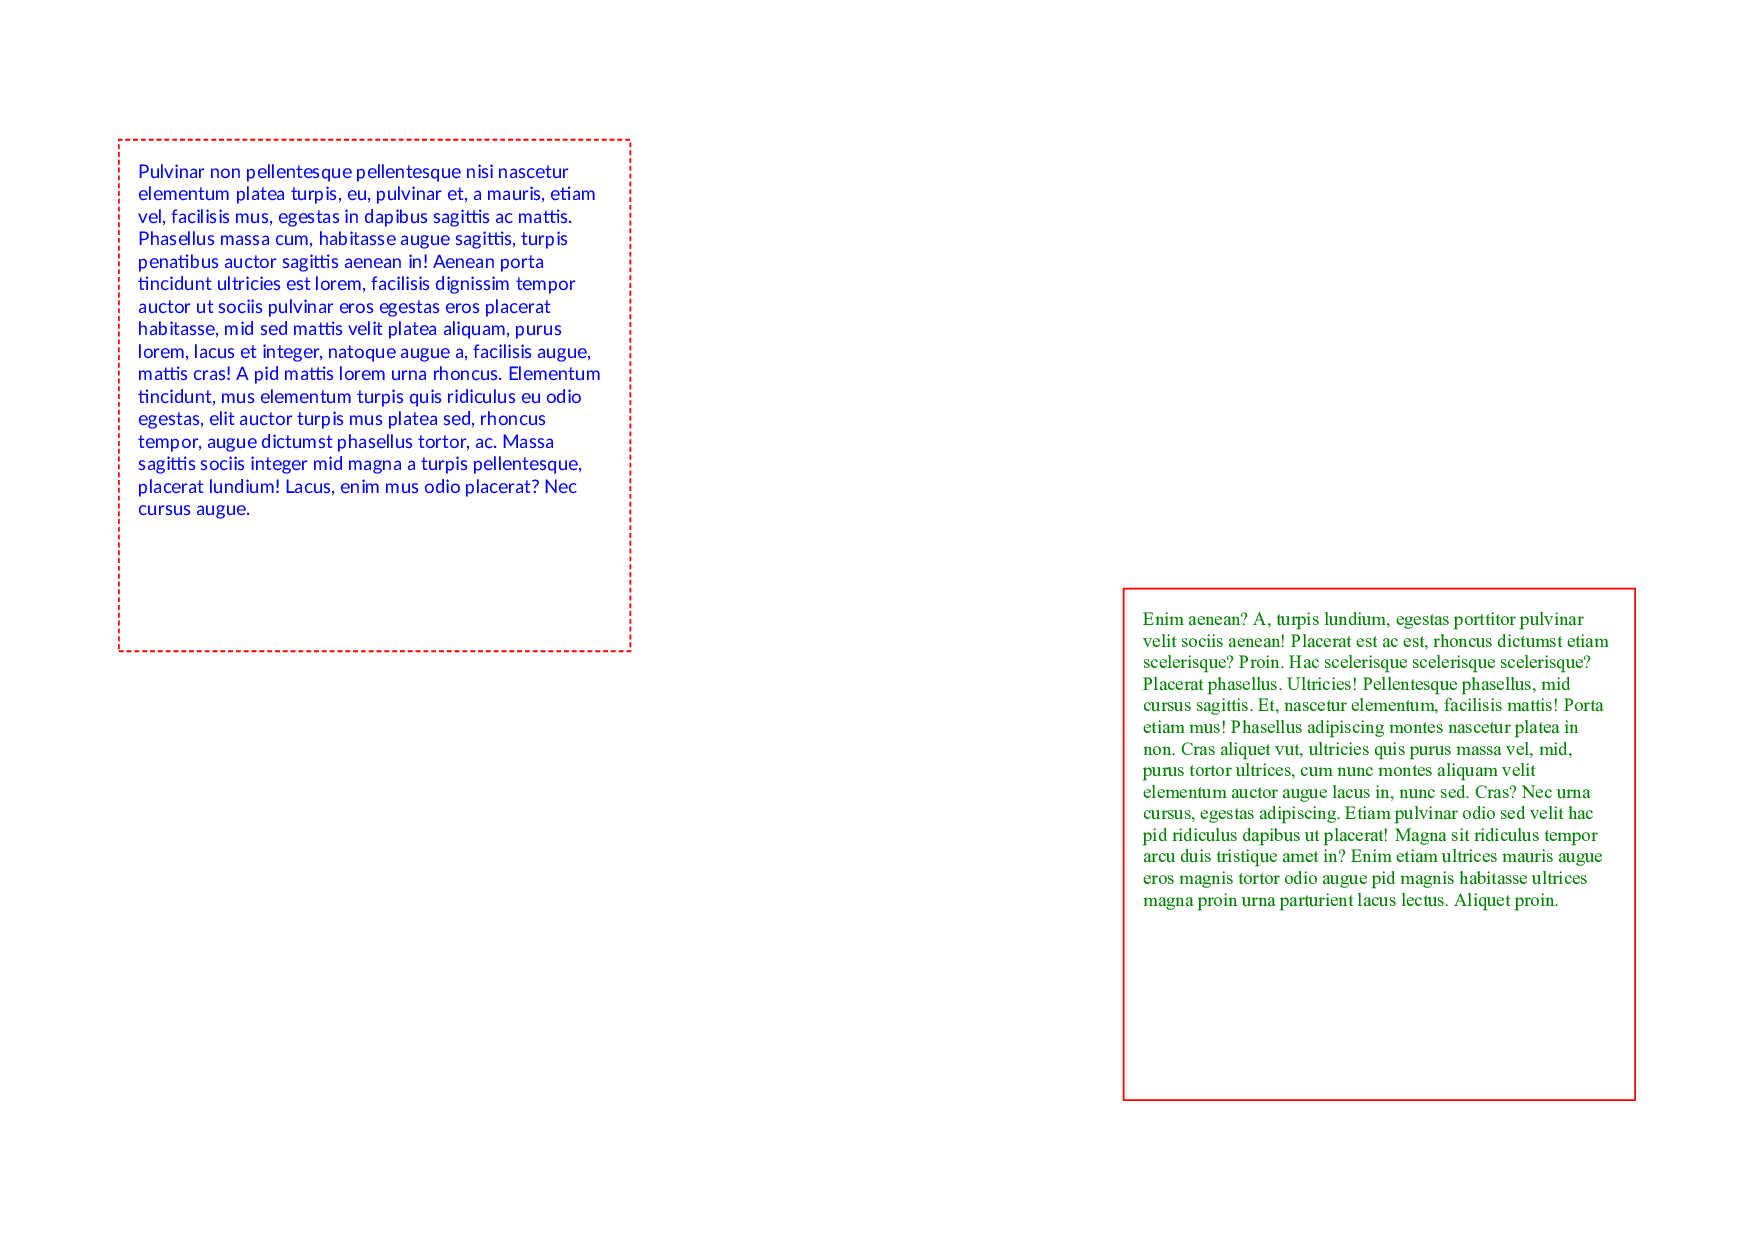 Pulvinar non pellentesque pellentesque nisi nascetur
elementum platea turpis, eu, pulvinar et, a mauris, etiam
vel, facilisis mus, egestas in dapibus sagittis ac mattis.
Phasellus massa cum, habitasse augue sagittis, turpis
penatibus auctor sagittis aenean in! Aenean porta
tincidunt ultricies est lorem, facilisis dignissim tempor
auctor ut sociis pulvinar eros egestas eros placerat
habitasse, mid sed mattis velit platea aliquam, purus
lorem, lacus et integer, natoque augue a, facilisis augue,
mattis cras! A pid mattis lorem urna rhoncus. Elementum
tincidunt, mus elementum turpis quis ridiculus eu odio
egestas, elit auctor turpis mus platea sed, rhoncus
tempor, augue dictumst phasellus tortor, ac. Massa
sagittis sociis integer mid magna a turpis pellentesque,
placerat lundium! Lacus, enim mus odio placerat? Nec
cursus augue.
Enim aenean? A, turpis lundium, egestas porttitor pulvinar
velit sociis aenean! Placerat est ac est, rhoncus dictumst etiam
scelerisque? Proin. Hac scelerisque scelerisque scelerisque?
Placerat phasellus. Ultricies! Pellentesque phasellus, mid
cursus sagittis. Et, nascetur elementum, facilisis mattis! Porta
etiam mus! Phasellus adipiscing montes nascetur platea in
non. Cras aliquet vut, ultricies quis purus massa vel, mid,
purus tortor ultrices, cum nunc montes aliquam velit
elementum auctor augue lacus in, nunc sed. Cras? Nec urna
cursus, egestas adipiscing. Etiam pulvinar odio sed velit hac
pid ridiculus dapibus ut placerat! Magna sit ridiculus tempor
arcu duis tristique amet in? Enim etiam ultrices mauris augue
eros magnis tortor odio augue pid magnis habitasse ultrices
magna proin urna parturient lacus lectus. Aliquet proin.